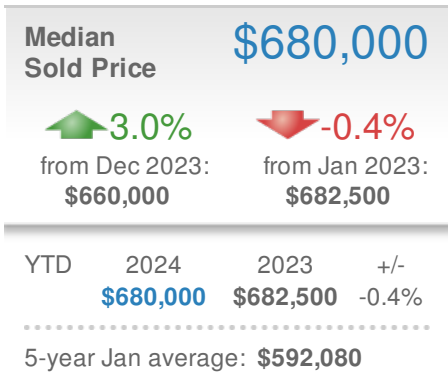 Median $680,000
Sold Price
3.0% -0.4%
from Dec 2023: from Jan 2023:
$660,000 $682,500
YTD 2024 2023 +/-
$680,000 $682,500 -0.4%
5-year Jan average: $592,080